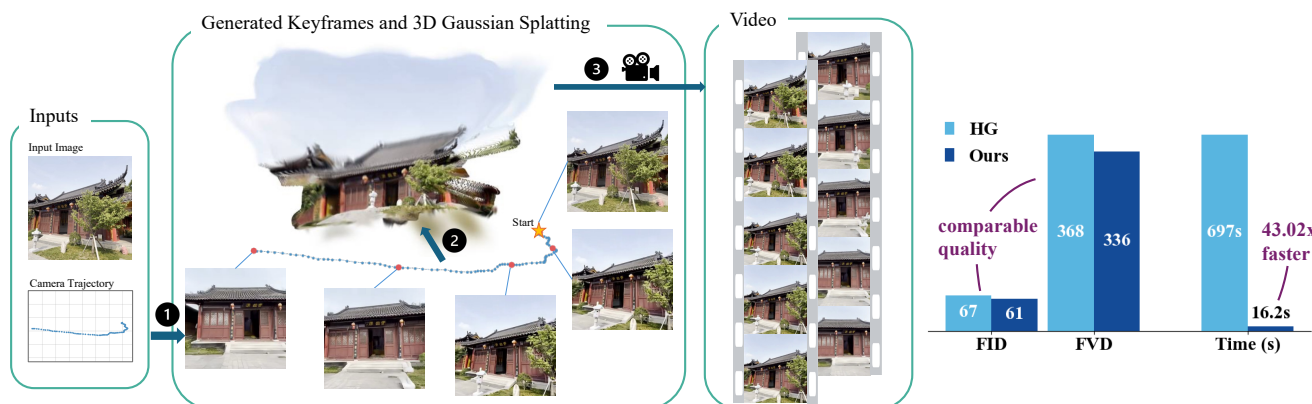 Generated Keyframes and 3D Gaussian Splatting
Video
Inputs
Input Image
Camera Trajectory
1
2
3
Start
HG
Ours
comparable
quality
67
61
368
336
697s
16.2s
43.02x
faster
FID
FVD
Time (s)